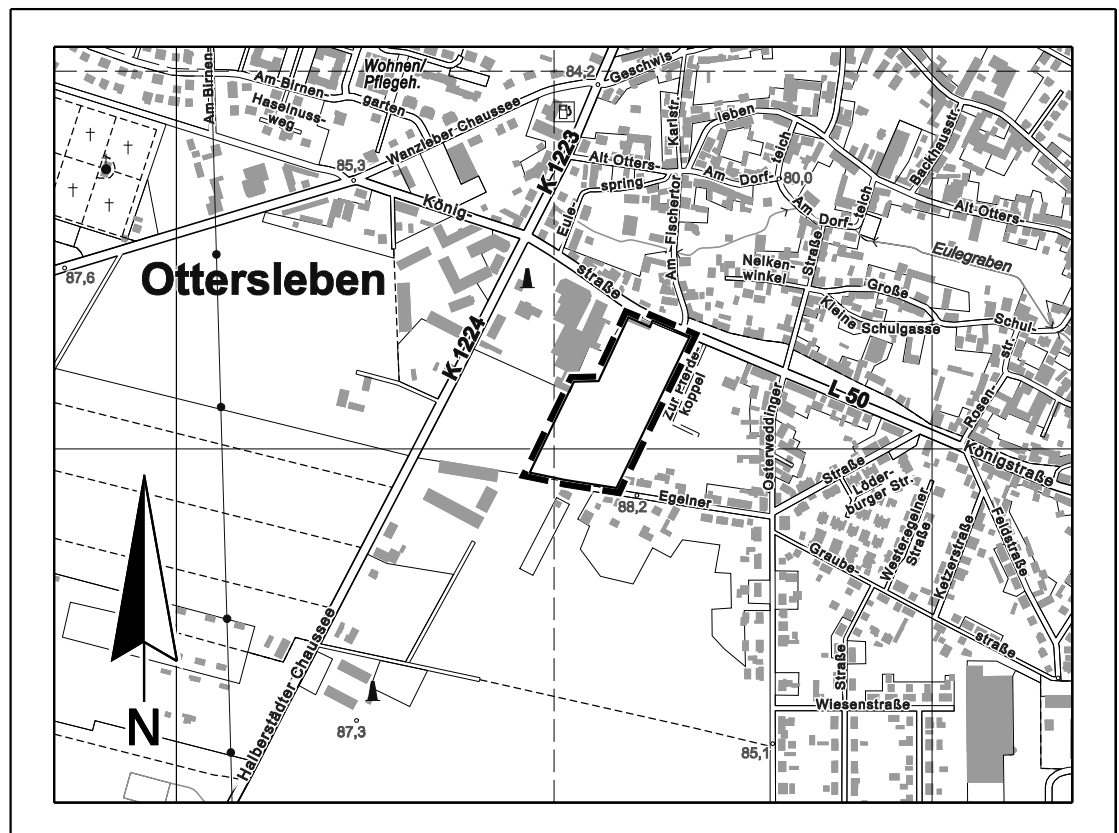 Wohnen/
Pflegeh.
84,2
Geschwis
Am-Birnen-
Am-Birnen-
garten
Haselnuss-
weg
Wanzleber-Chaussee
K-1223
Karlstr.
leben
teich
Backhausstr.
85,3
Alt-Otters-
spring
Eule-
Am
Dorf-
80,0
König-
Am Fischertor
Am
Dorf-
teich
Alt-Otters-
87,6
Ottersleben
straße
Nelken-
winkel
Straße
Eulegraben
Große
Kleine
Schulgasse
Schul-
str.
K-1224
Zur Pferde-
koppel
L 50
Rosen-
Osterweddinger
Königstraße
Straße
Löder-
burger Str.
Egelner
88,2
Westeregelner
Straße
Ketzerstraße
Feldstraße
Graube-
straße
Straße
Wiesenstraße
Halberstädter Chaussee
87,3
85,1
N